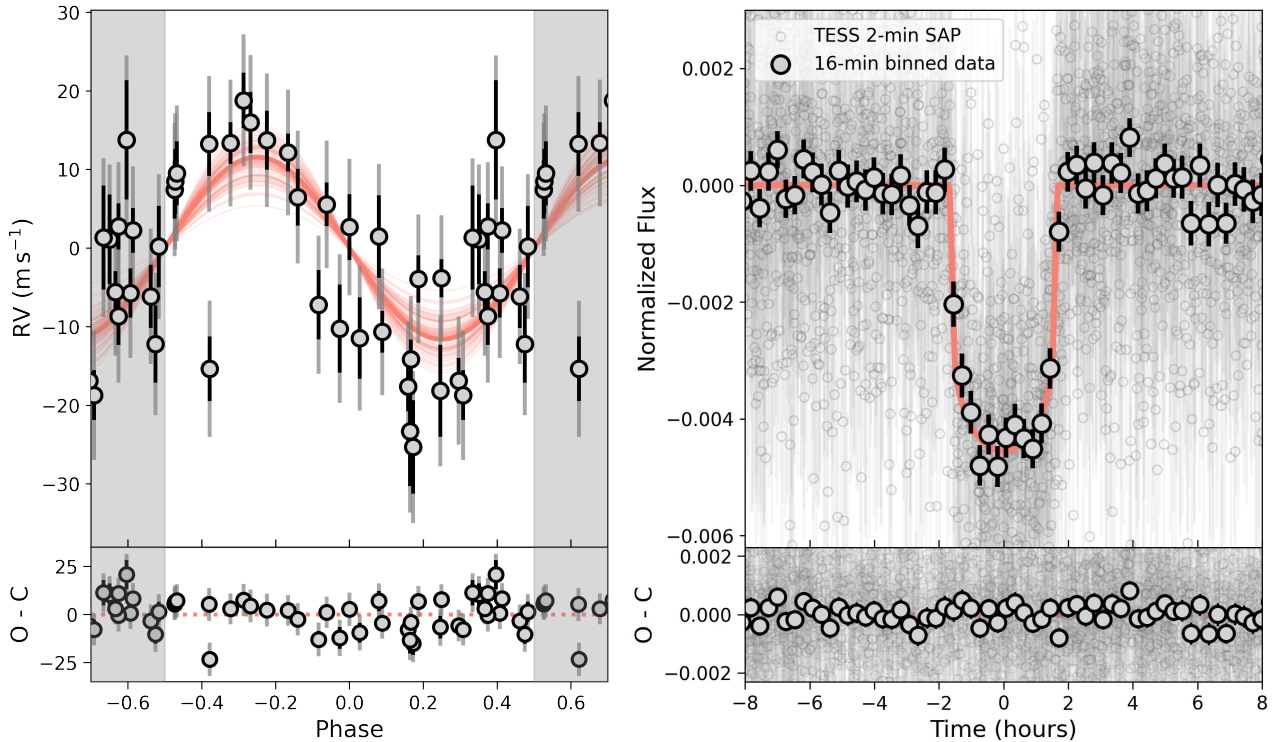 30
20
10
0
−10
−20
−30
RV (m s⁻¹)
25
0
−25
O - C
−0.6 −0.4 −0.2 0.0 0.2 0.4 0.6
Phase
TESS 2-min SAP
16-min binned data
0.002
0.000
−0.002
−0.004
−0.006
Normalized Flux
0.002
0.000
−0.002
O - C
−8 −6 −4 −2 0 2 4 6 8
Time (hours)